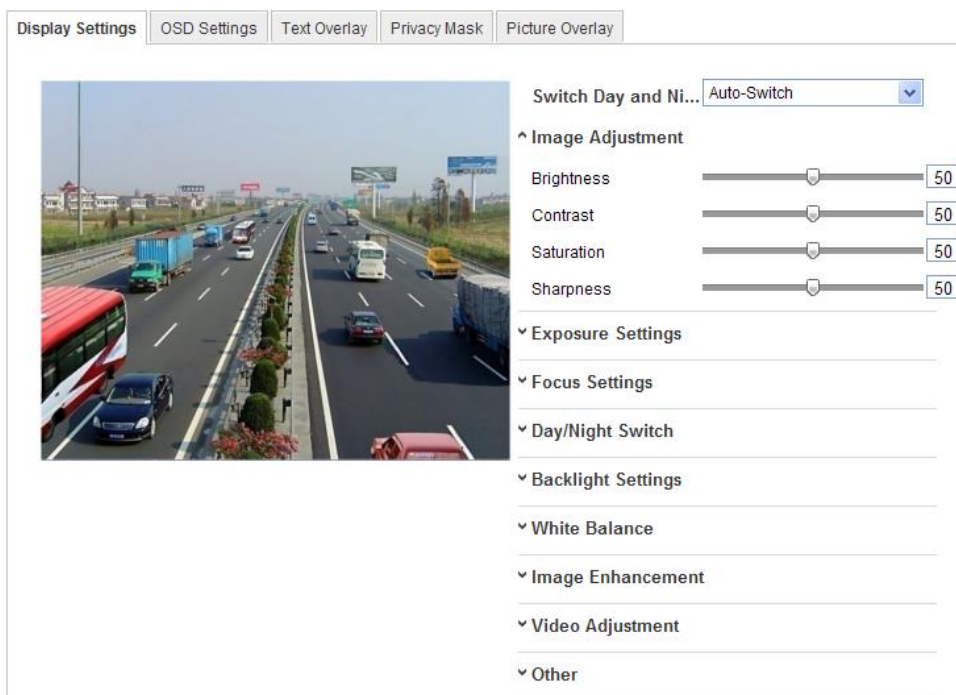 Display Settings
OSD Settings
Text Overlay
Privacy Mask
Picture Overlay
Switch Day and Ni... Auto-Switch
Image Adjustment
Brightness 50
Contrast 50
Saturation 50
Sharpness 50
Exposure Settings
Focus Settings
Day/Night Switch
Backlight Settings
White Balance
Image Enhancement
Video Adjustment
Other